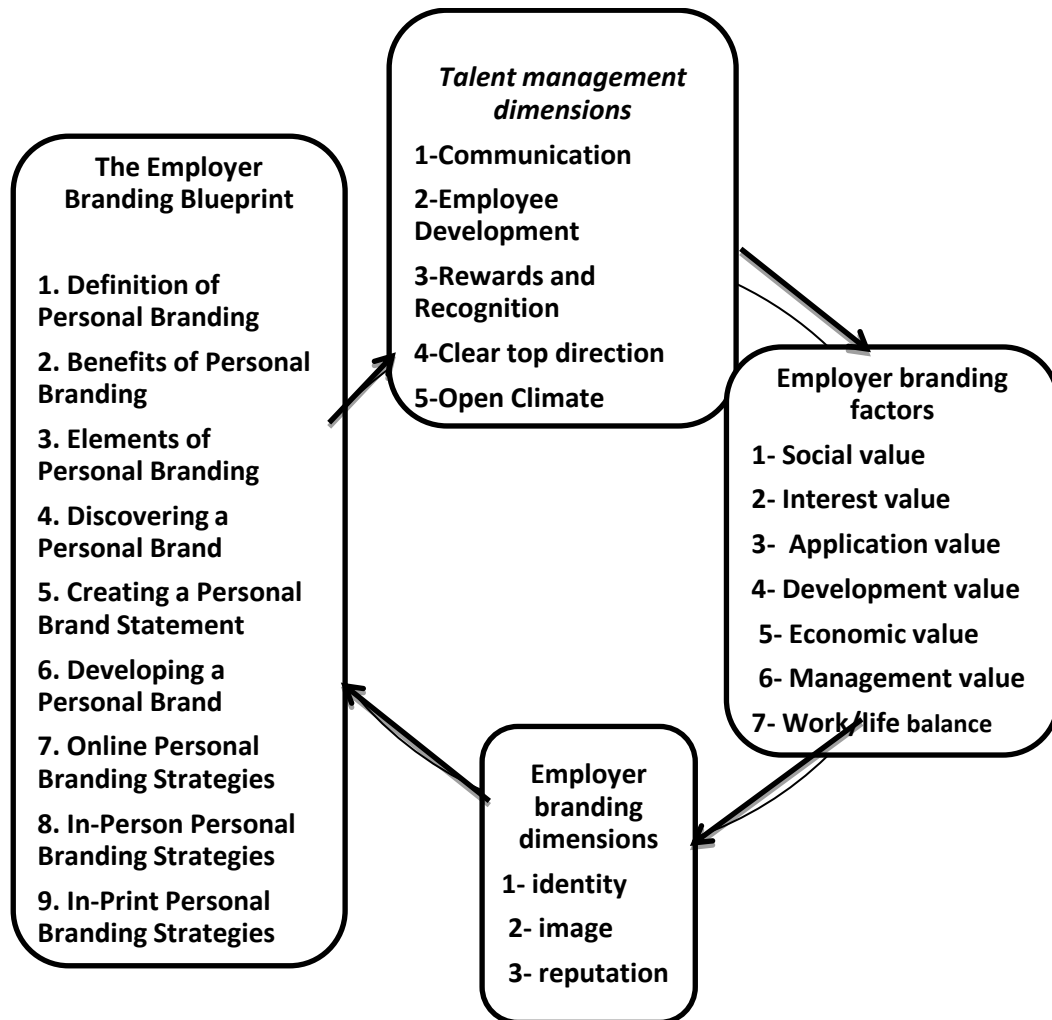 Talent management
dimensions
1-Communication
2-Employee
Development
3-Rewards and
Recognition
4-Clear top direction
5-Open Climate
The Employer
Branding Blueprint
1. Definition of
Personal Branding
2. Benefits of Personal
Branding
3. Elements of
Personal Branding
4. Discovering a
Personal Brand
5. Creating a Personal
Brand Statement
6. Developing a
Personal Brand
7. Online Personal
Branding Strategies
8. In-Person Personal
Branding Strategies
9. In-Print Personal
Branding Strategies
Employer branding
factors
1- Social value
2- Interest value
3- Application value
4- Development value
5- Economic value
6- Management value
7- Work/life balance
Employer
branding
dimensions
1- identity
2- image
3- reputation